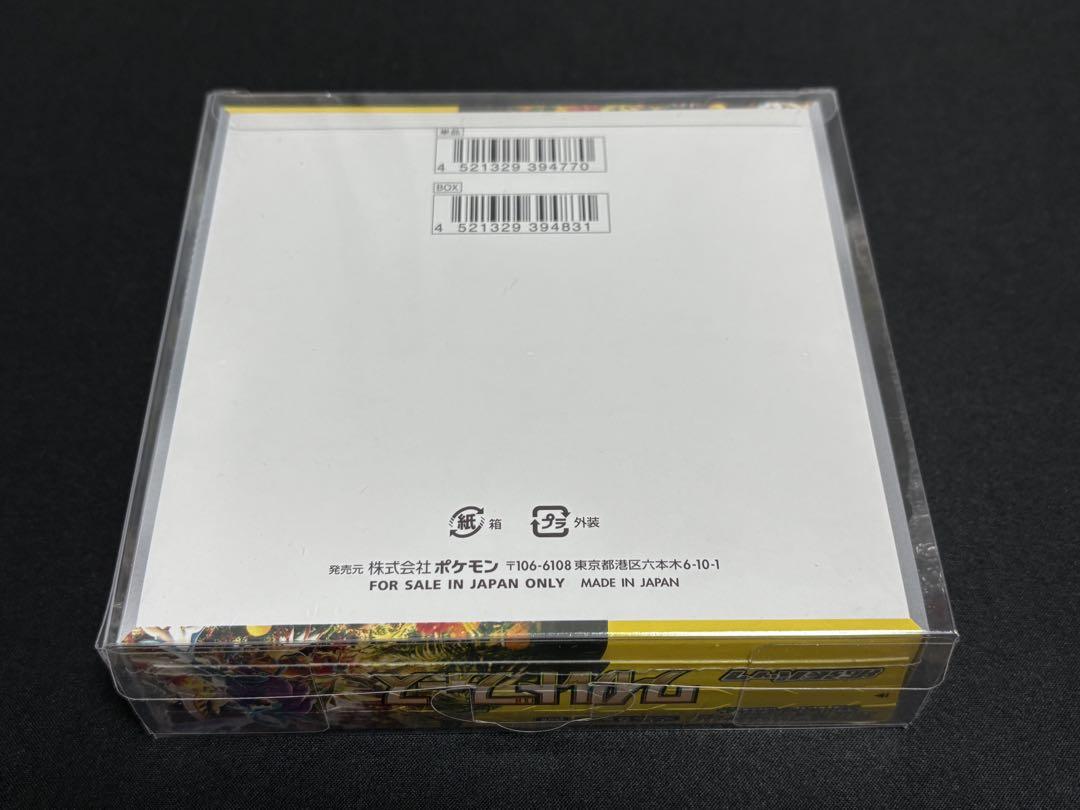 単品
4 521329 394770
BOX
4 521329 394831
紙 箱 プラ 外装
発売元 株式会社 ポケモン 〒106-6108 東京都港区六本木6-10-1
FOR SALE IN JAPAN ONLY MADE IN JAPAN